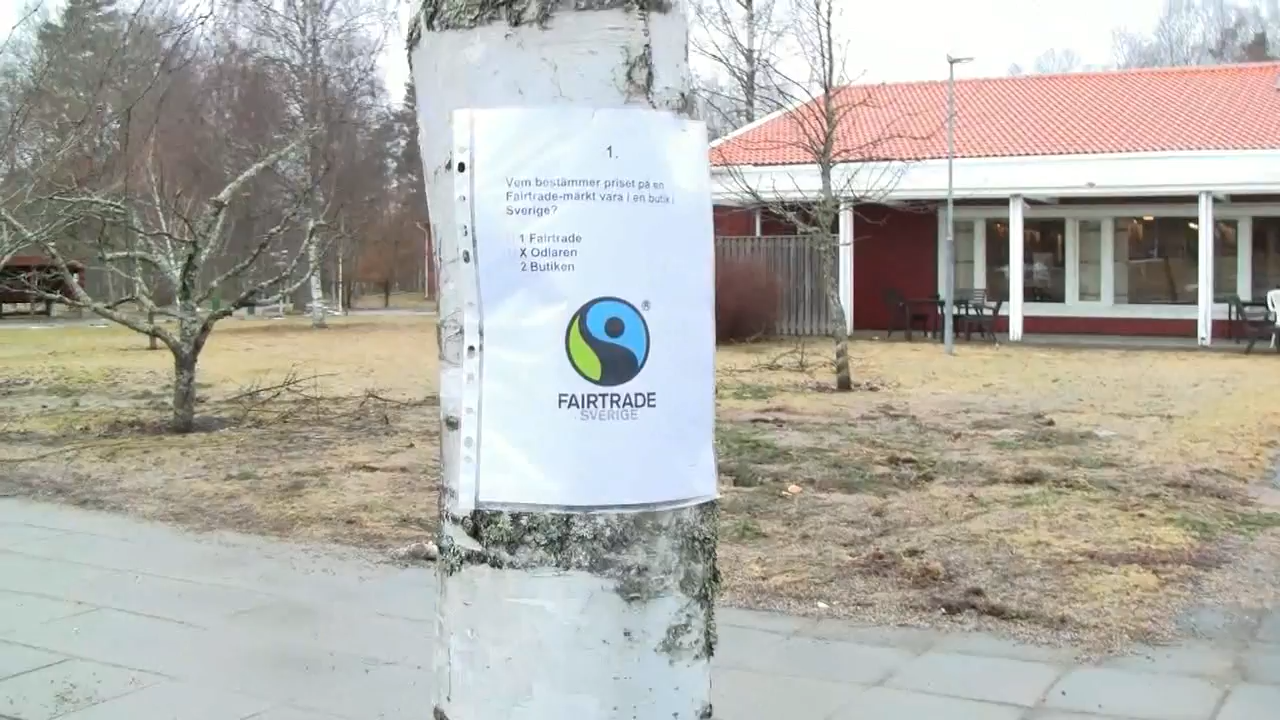 1.
Vem bestämmer priset på en
Fairtrade-märkt vara i en butik i
Sverige?
1 Fairtrade
X Odlaren
2 Butiken
®
FAIRTRADE
SVERIGE